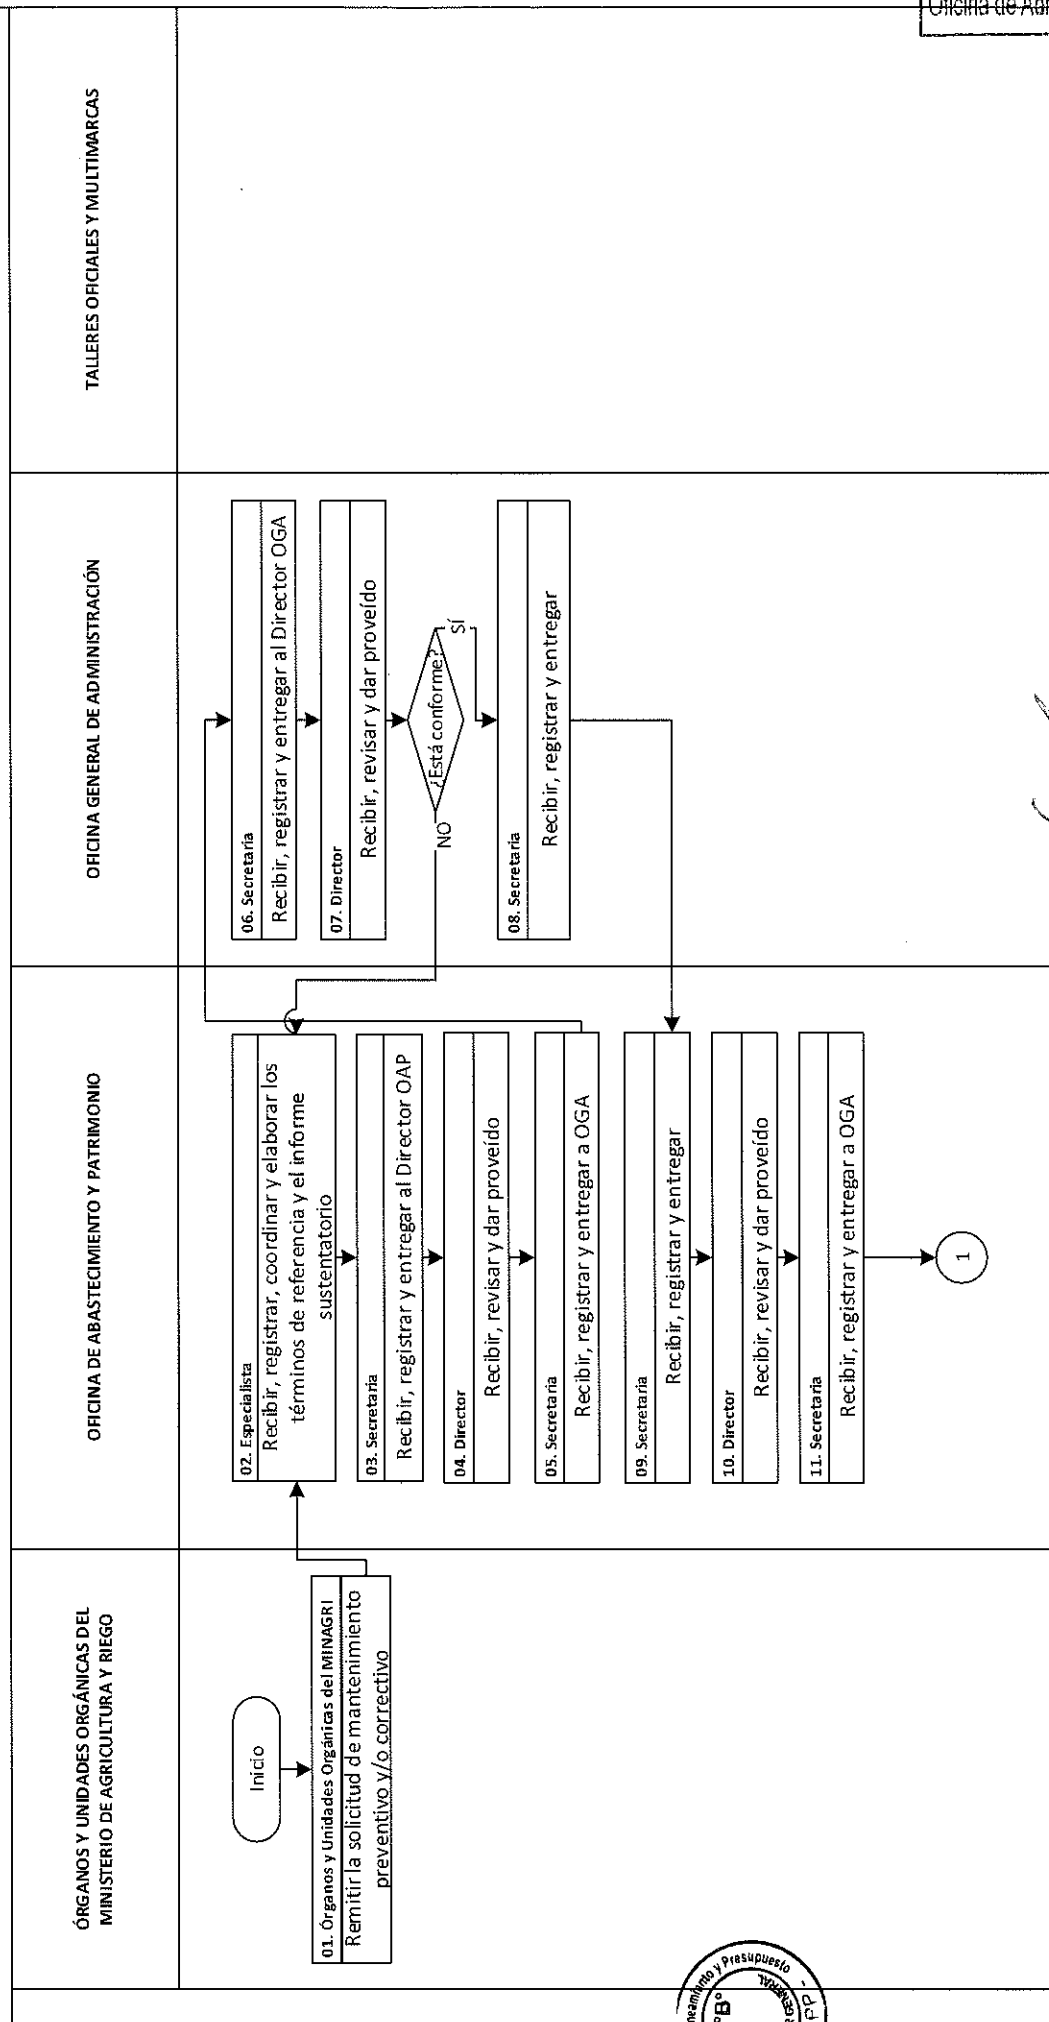 ÓRGANOS Y UNIDADES ORGÁNICAS DEL
MINISTERIO DE AGRICULTURA Y RIEGO
OFICINA DE ABASTECIMIENTO Y PATRIMONIO
OFICINA GENERAL DE ADMINISTRACIÓN
TALLERES OFICIALES Y MULTIMARCAS
Inicio
01. Órganos y Unidades Orgánicas del MINAGRI
Remitir la solicitud de mantenimiento
preventivo y/o correctivo
02. Especialista
Recibir, registrar, coordinar y elaborar los
términos de referencia y el informe
sustentatorio
03. Secretaria
Recibir, registrar y entregar al Director OAP
04. Director
Recibir, revisar y dar proveído
05. Secretaria
Recibir, registrar y entregar a OGA
06. Secretaria
Recibir, registrar y entregar al Director OGA
07. Director
Recibir, revisar y dar proveído
¿Está conforme?
NO
SÍ
08. Secretaria
Recibir, registrar y entregar
09. Secretaria
Recibir, registrar y entregar
10. Director
Recibir, revisar y dar proveído
11. Secretaria
Recibir, registrar y entregar a OGA
1
Oficina de
y Presupuesto